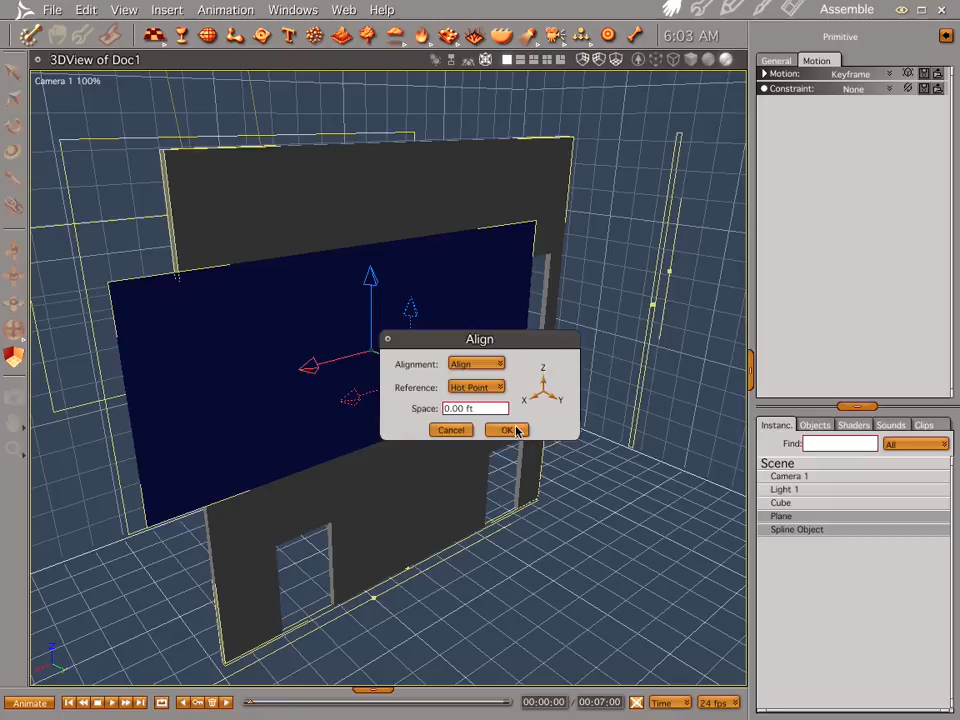 File Edit View Insert Animation Windows Web Help Assemble
6:03 AM
Primitive
3DView of Doc1
General Motion
Camera 1 100%
Motion: Keyframe
Constraint: None
Align
Alignment: Align
Reference: Hot Point
Space: 0.00 ft
Cancel OK
Z
X Y
Instanc. Objects Shaders Sounds Clips
Find: All
Scene
Camera 1
Light 1
Cube
Plane
Spline Object
Z
Animate 00:00:00 / 00:07:00 Time 24 fps